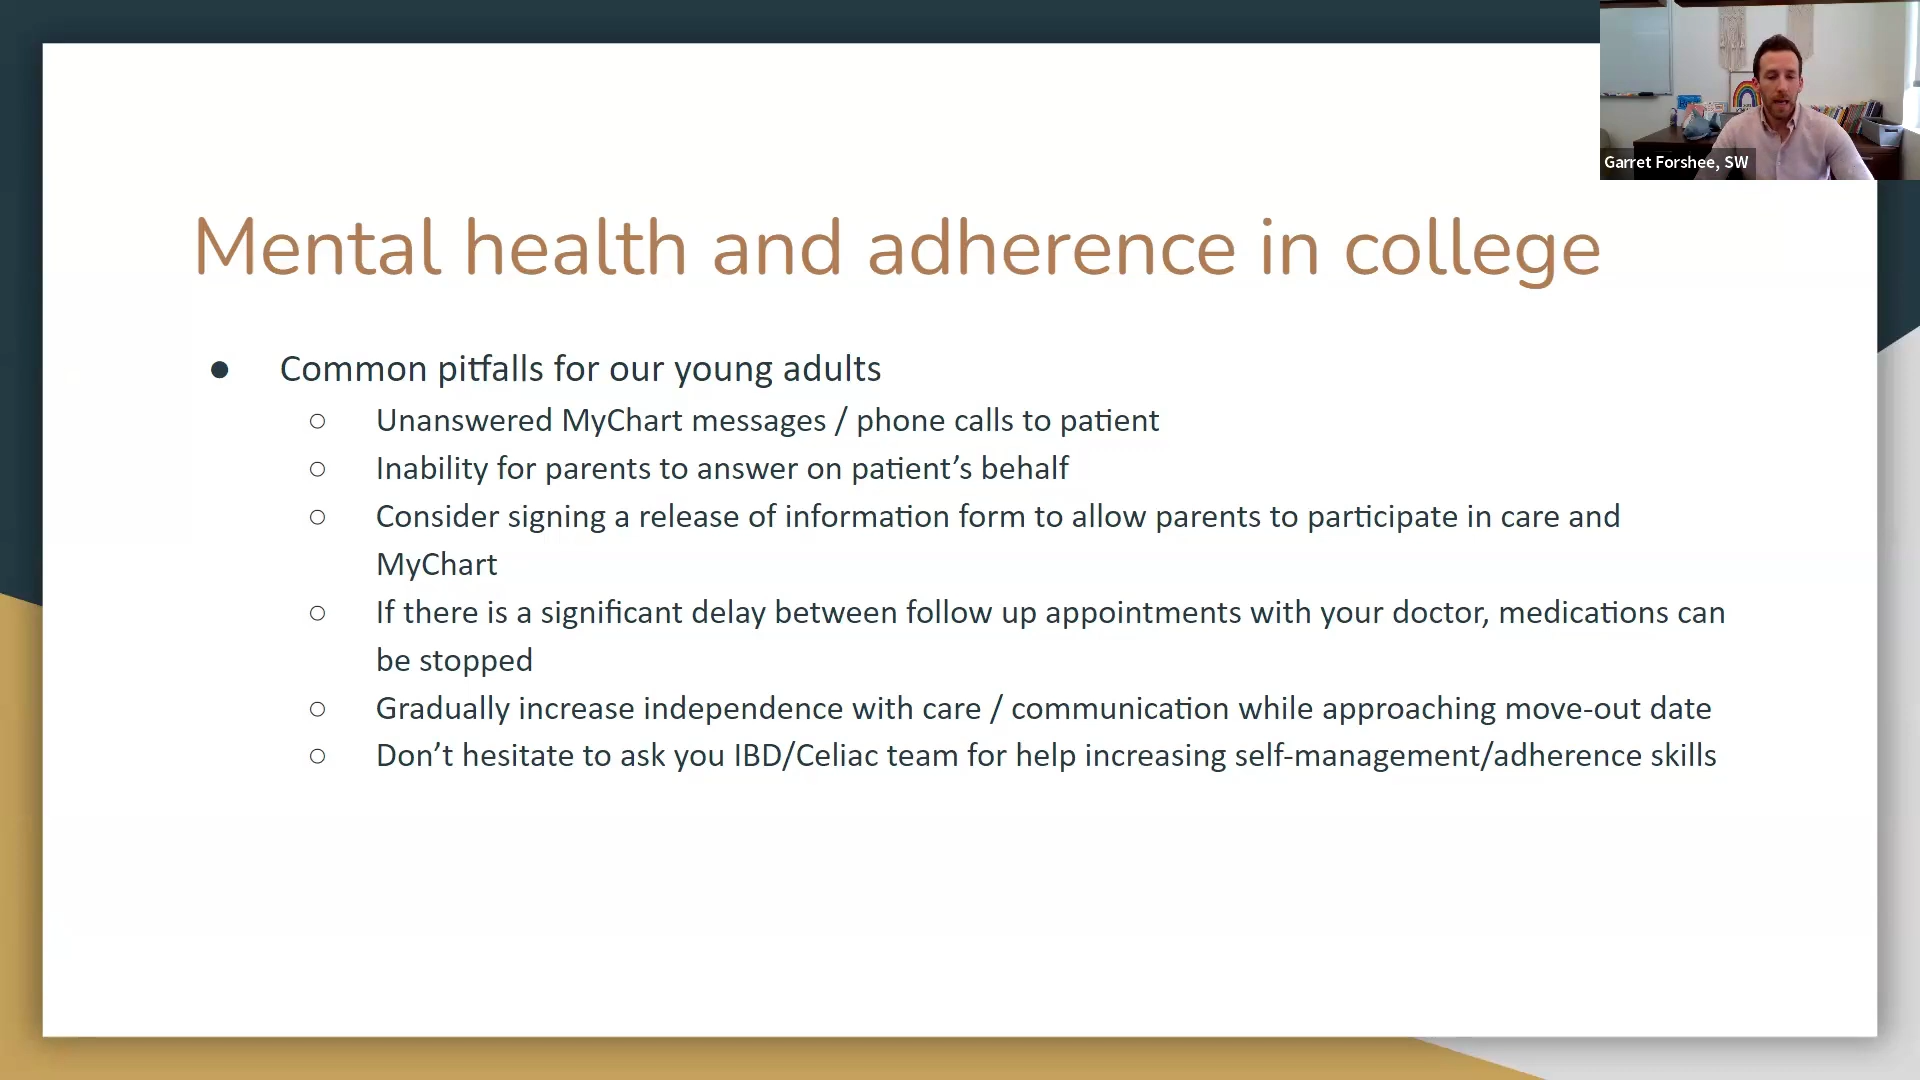 Garret Forshee, SW
Mental health and adherence in college
● Common pitfalls for our young adults
○ Unanswered MyChart messages / phone calls to patient
○ Inability for parents to answer on patient’s behalf
○ Consider signing a release of information form to allow parents to participate in care and
MyChart
○ If there is a significant delay between follow up appointments with your doctor, medications can
be stopped
○ Gradually increase independence with care / communication while approaching move-out date
○ Don’t hesitate to ask you IBD/Celiac team for help increasing self-management/adherence skills